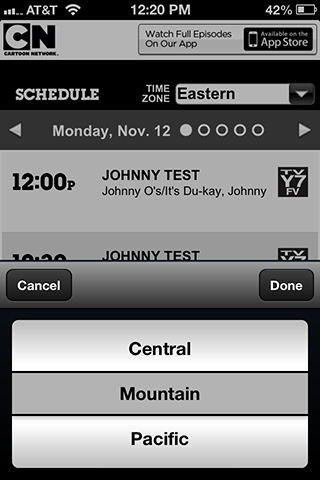 AT&T 12:20 PM 42%
CN
CARTOON NETWORK
Watch Full Episodes
On Our App
Available on the
App Store
SCHEDULE
TIME
ZONE
Eastern
Monday, Nov. 12
12:00P
JOHNNY TEST
Johnny O's/It's Du-kay, Johnny
TV
Y7
FV
JOHNNY TEST
Cancel
Done
Central
Mountain
Pacific